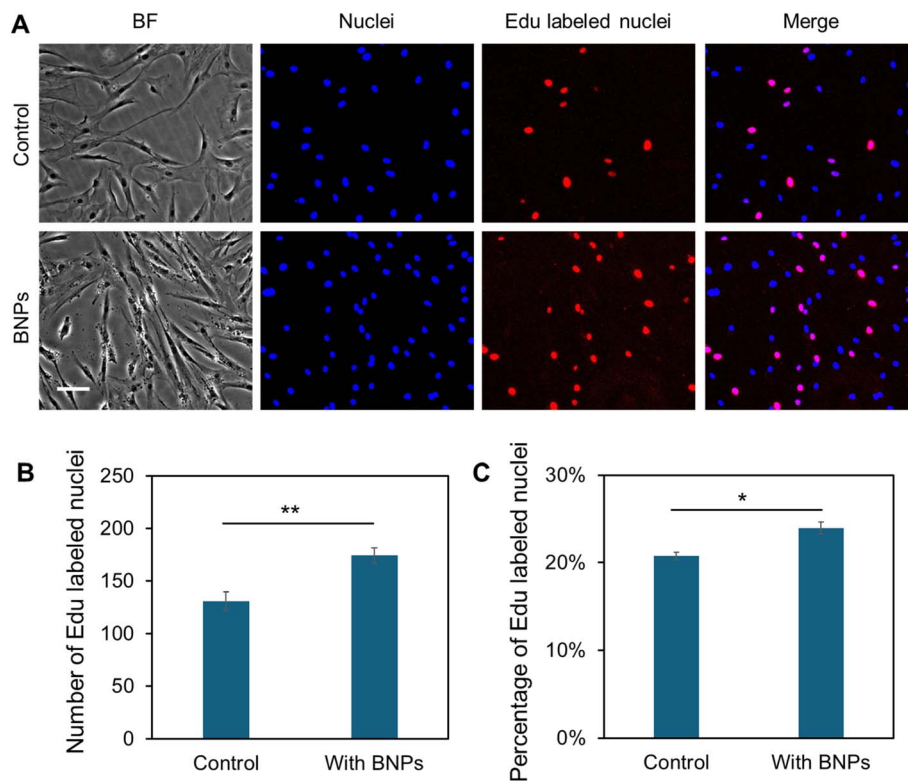 A
BF
Nuclei
Edu labeled nuclei
Merge
Control
BNPs
B
Number of Edu labeled nuclei
250
200
150
100
50
0
**
Control
With BNPs
C
Percentage of Edu labeled nuclei
30%
20%
10%
0%
*
Control
With BNPs